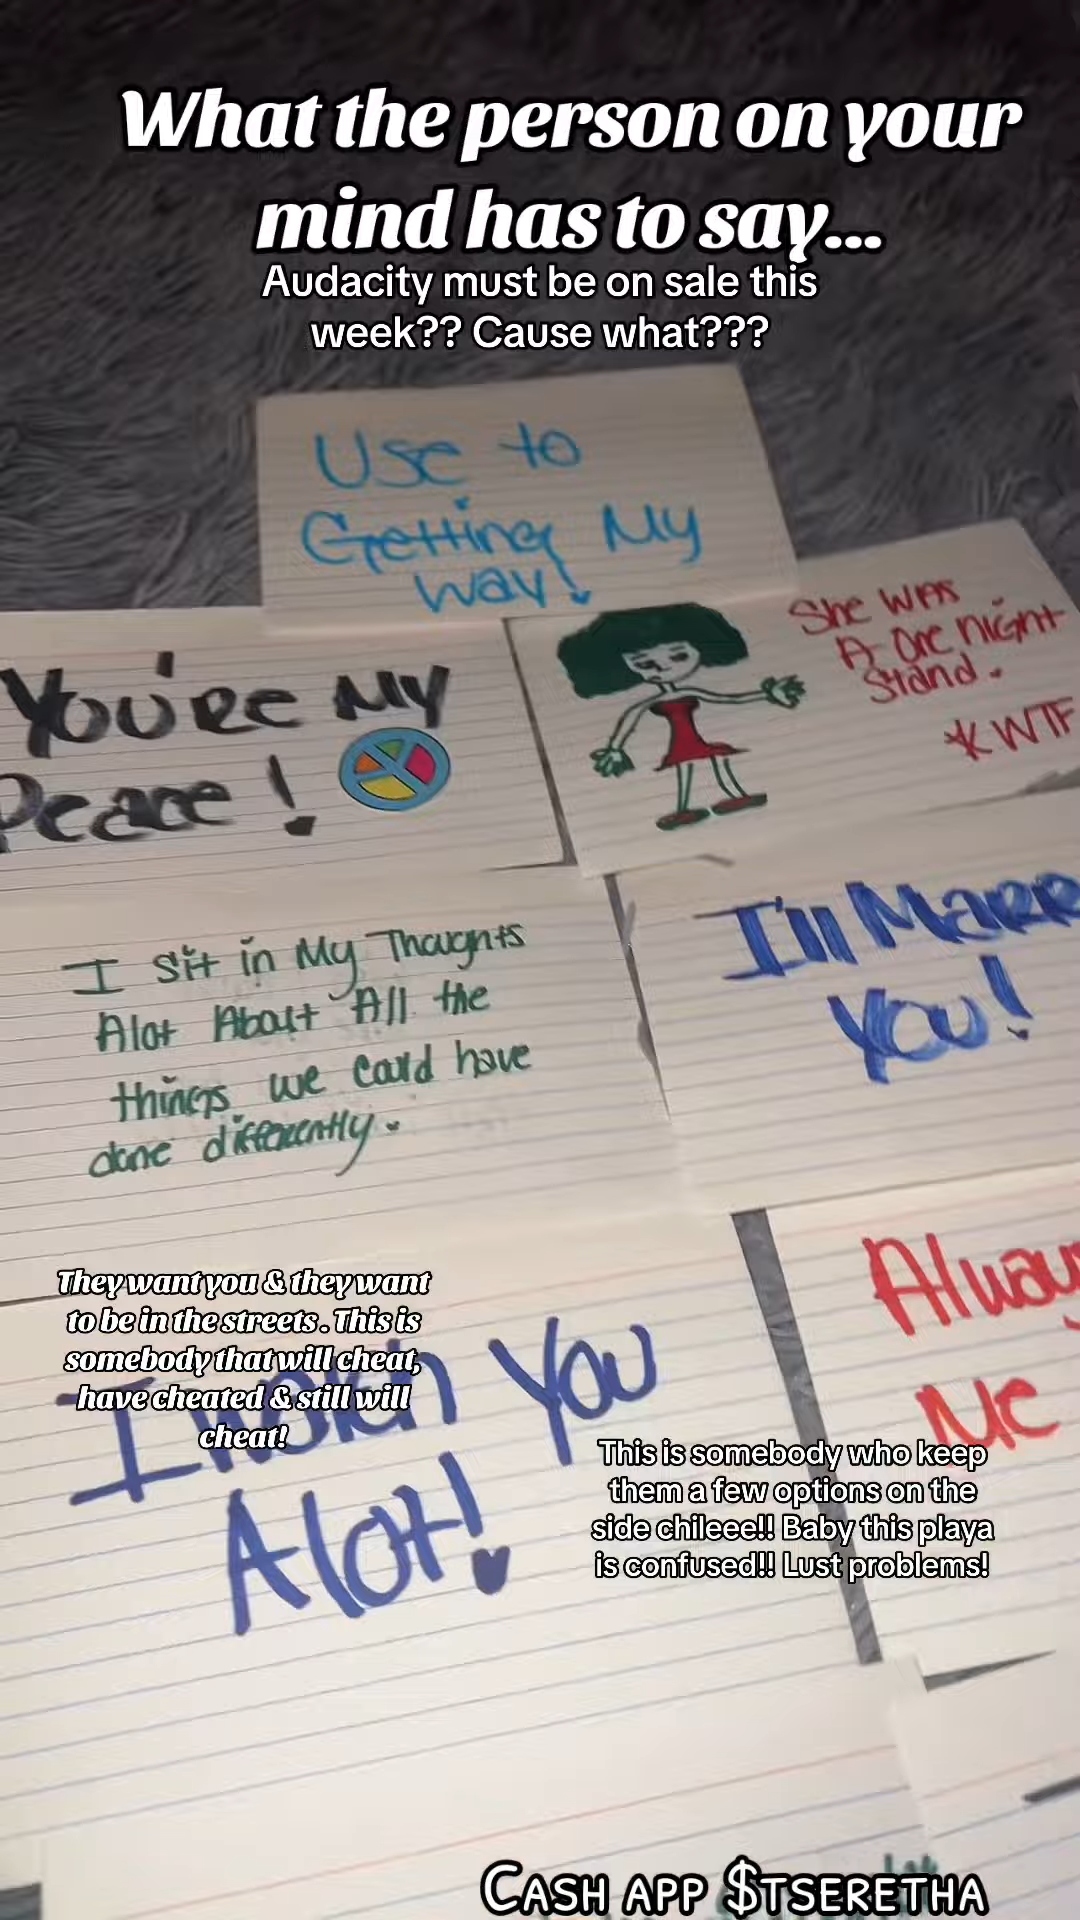 What the person on your
mind has to say...
Audacity must be on sale this
week?? Cause what???
Use to
Getting My
Way!
You're My
Peace!
She was
A one night
Stand.
*WTF
I Sit in My Thoughts
Alot About All the
things we could have
done differently.
I'll Marr
You!
They want you & they want
to be in the streets. This is
somebody that will cheat,
have cheated & still will
cheat!
I You
Alot!
Alway
Me
This is somebody who keep
them a few options on the
side chileee!! Baby this playa
is confused!! Lust problems!
Cash app $tseretha